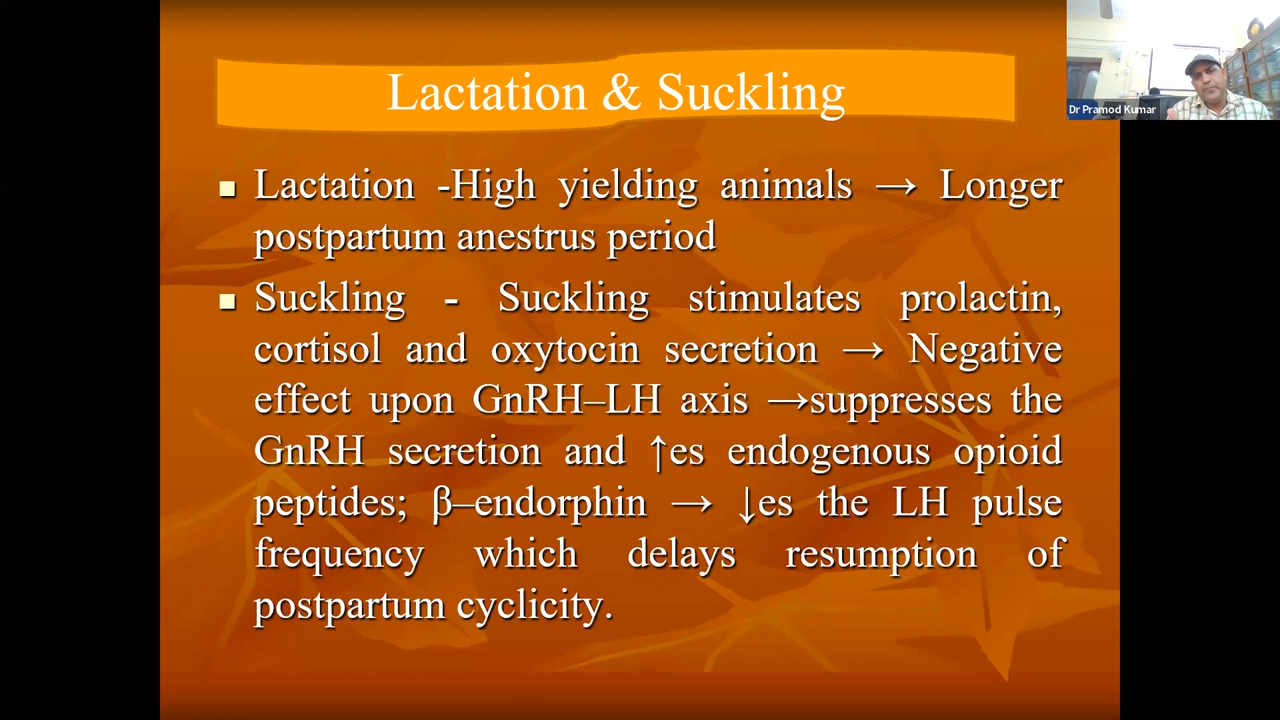 Lactation & Suckling
Lactation -High yielding animals → Longer
postpartum anestrus period
Suckling - Suckling stimulates prolactin,
cortisol and oxytocin secretion → Negative
effect upon GnRH–LH axis →suppresses the
GnRH secretion and ↑es endogenous opioid
peptides; β–endorphin → ↓es the LH pulse
frequency which delays resumption of
postpartum cyclicity.
Dr Pramod Kumar